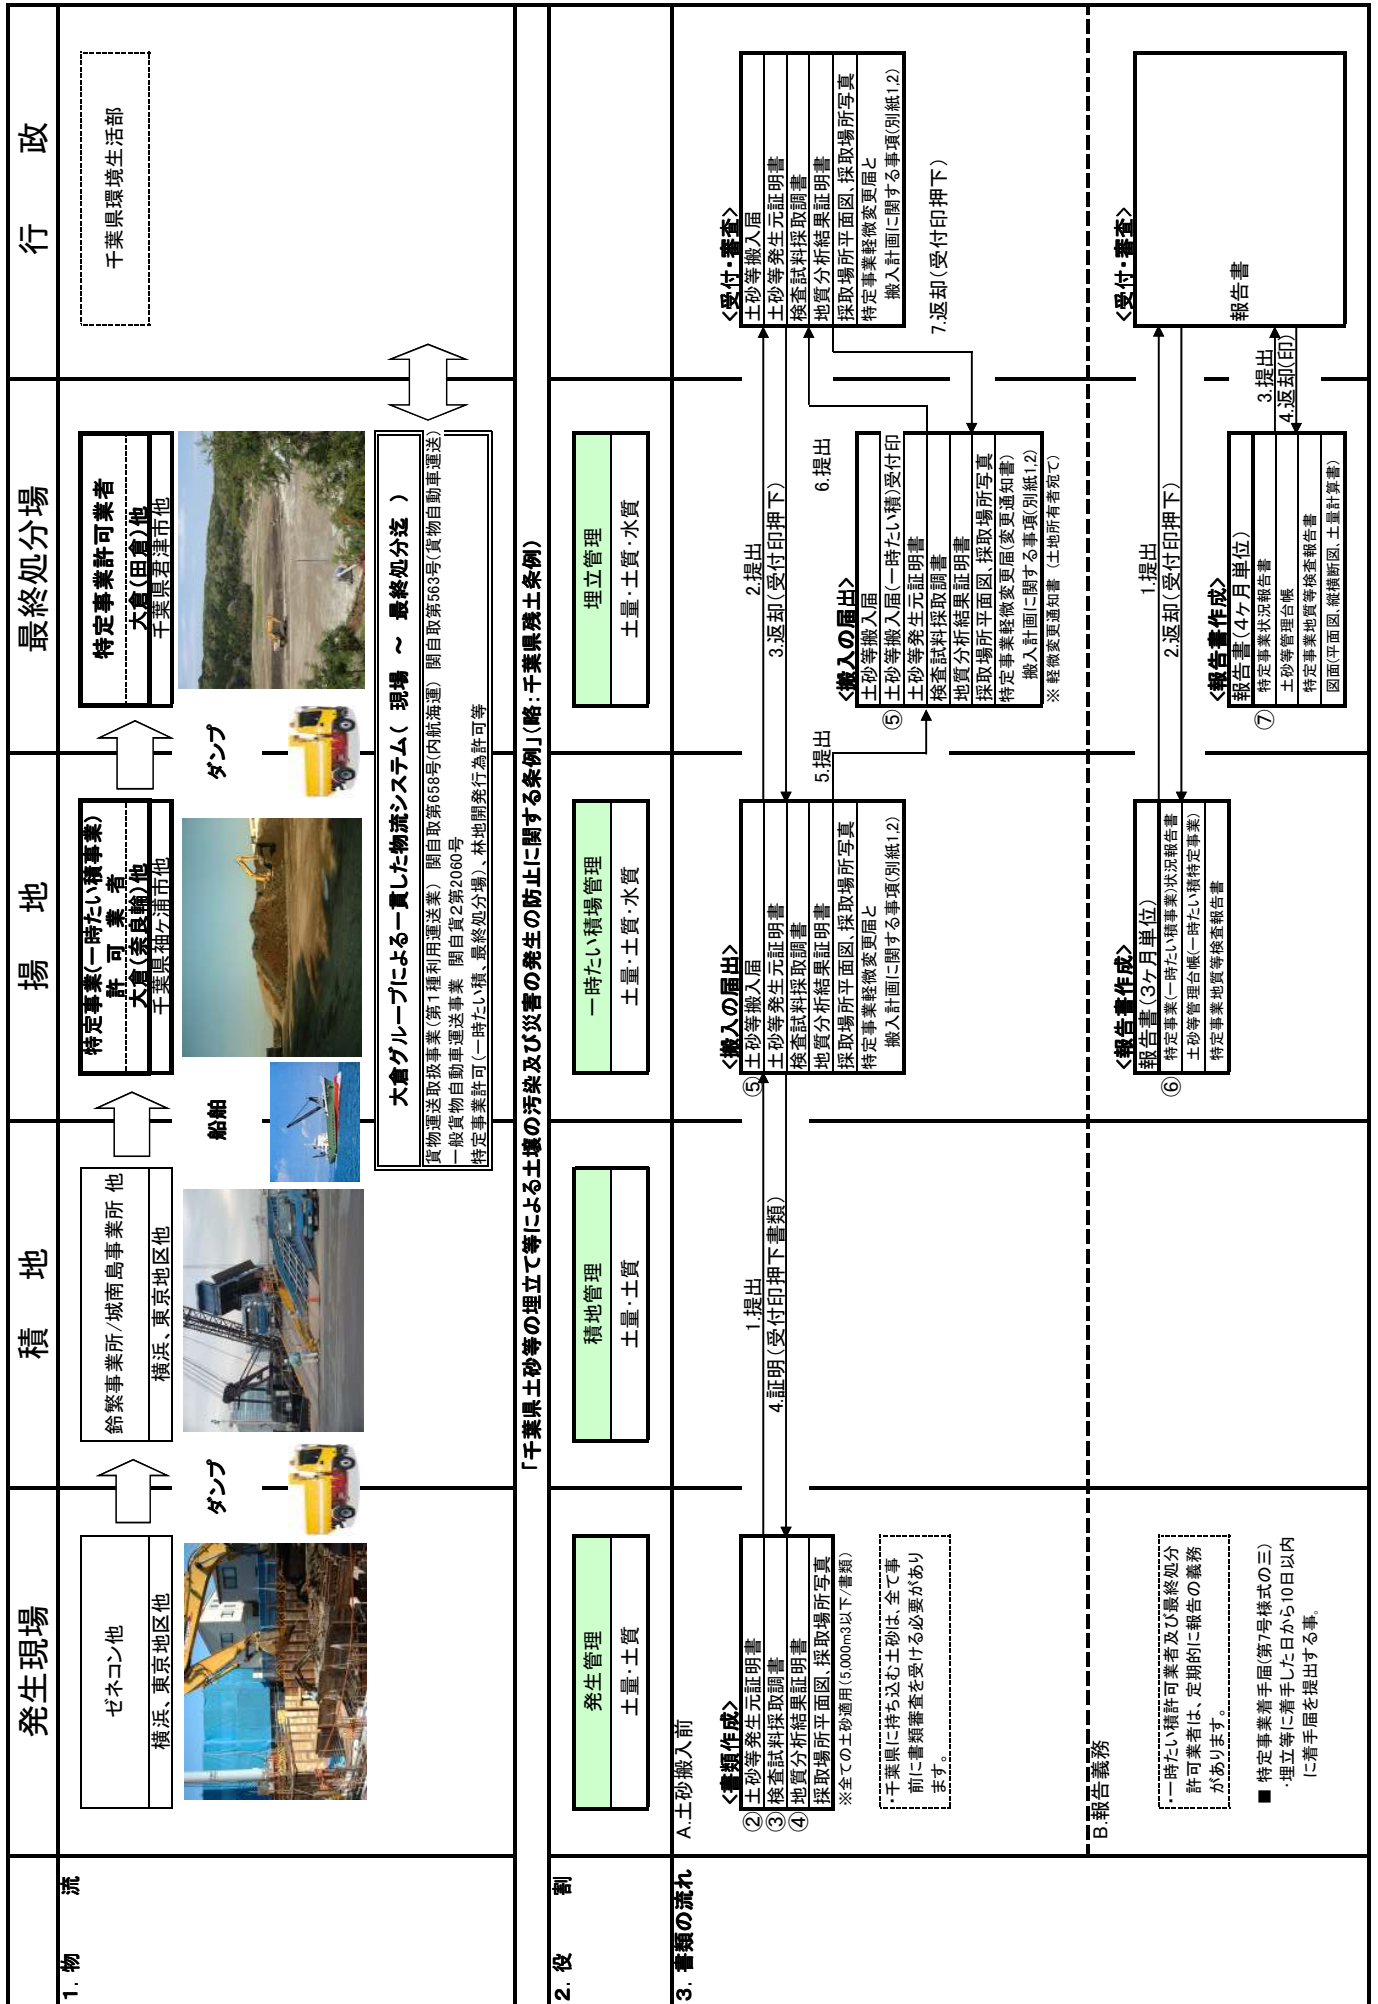 発生現場
積　地
揚　地
最終処分場
行　政
1. 物　流
ゼネコン他
横浜、東京地区他
ダンプ
鈴繁事業所/城南島事業所 他
横浜、東京地区他
船舶
特定事業(一時たい積事業)
許　可　業　者
大倉(奈良輪)他
千葉県袖ケ浦市他
ダンプ
特定事業許可業者
大倉(田倉)他
千葉県君津市他
千葉県環境生活部
大倉グループによる一貫した物流システム( 現場 ～ 最終処分迄 )
貨物運送取扱事業(第1種利用運送業) 関自取第658号(内航海運) 関自取第563号(貨物自動車運送)
一般貨物自動車運送事業 関自貨2第2060号
特定事業許可(一時たい積、最終処分場)、林地開発行為許可等
「千葉県土砂等の埋立て等による土壌の汚染及び災害の発生の防止に関する条例」(略:千葉県残土条例)
2. 役　割
発生管理
土量・土質
積地管理
土量・土質
一時たい積場管理
土量・土質・水質
埋立管理
土量・土質・水質
3. 書類の流れ
A.土砂搬入前
<書類作成>
② 土砂等発生元証明書
③ 検査試料採取調書
④ 地質分析結果証明書
採取場所平面図、採取場所写真
※全ての土砂適用(5,000m3以下/書類)
・千葉県に持ち込む土砂は、全て事
前に書類審査を受ける必要があり
ます。
1.提出
4.証明(受付印押下書類)
<搬入の届出>
⑤ 土砂等搬入届
土砂等発生元証明書
検査試料採取調書
地質分析結果証明書
採取場所平面図、採取場所写真
特定事業軽微変更届と
搬入計画に関する事項(別紙1,2)
2.提出
3.返却(受付印押下)
5.提出
6.提出
<搬入の届出>
土砂等搬入届
⑤ 土砂等搬入届(一時たい積)受付印
土砂等発生元証明書
検査試料採取調書
地質分析結果証明書
採取場所平面図、採取場所写真
特定事業軽微変更届(変更通知書)
搬入計画に関する事項(別紙1,2)
※ 軽微変更通知書 (土地所有者宛て)
<受付・審査>
土砂等搬入届
土砂等発生元証明書
検査試料採取調書
地質分析結果証明書
採取場所平面図、採取場所写真
特定事業軽微変更届と
搬入計画に関する事項(別紙1,2)
7.返却(受付印押下)
B.報告義務
・一時たい積許可業者及び最終処分
許可業者は、定期的に報告の義務
があります。
■ 特定事業着手届(第7号様式の三)
・埋立等に着手した日から10日以内
に着手届を提出する事。
<報告書作成>
報告書(3ヶ月単位)
⑥ 特定事業(一時たい積事業)状況報告書
土砂等管理台帳(一時たい積特定事業)
特定事業地質等検査報告書
1.提出
2.返却(受付印押下)
<報告書作成>
報告書(4ヶ月単位)
⑦ 特定事業状況報告書
土砂等管理台帳
特定事業地質等検査報告書
図面(平面図、縦横断図、土量計算書)
3.提出
4.返却(印)
<受付・審査>
報告書